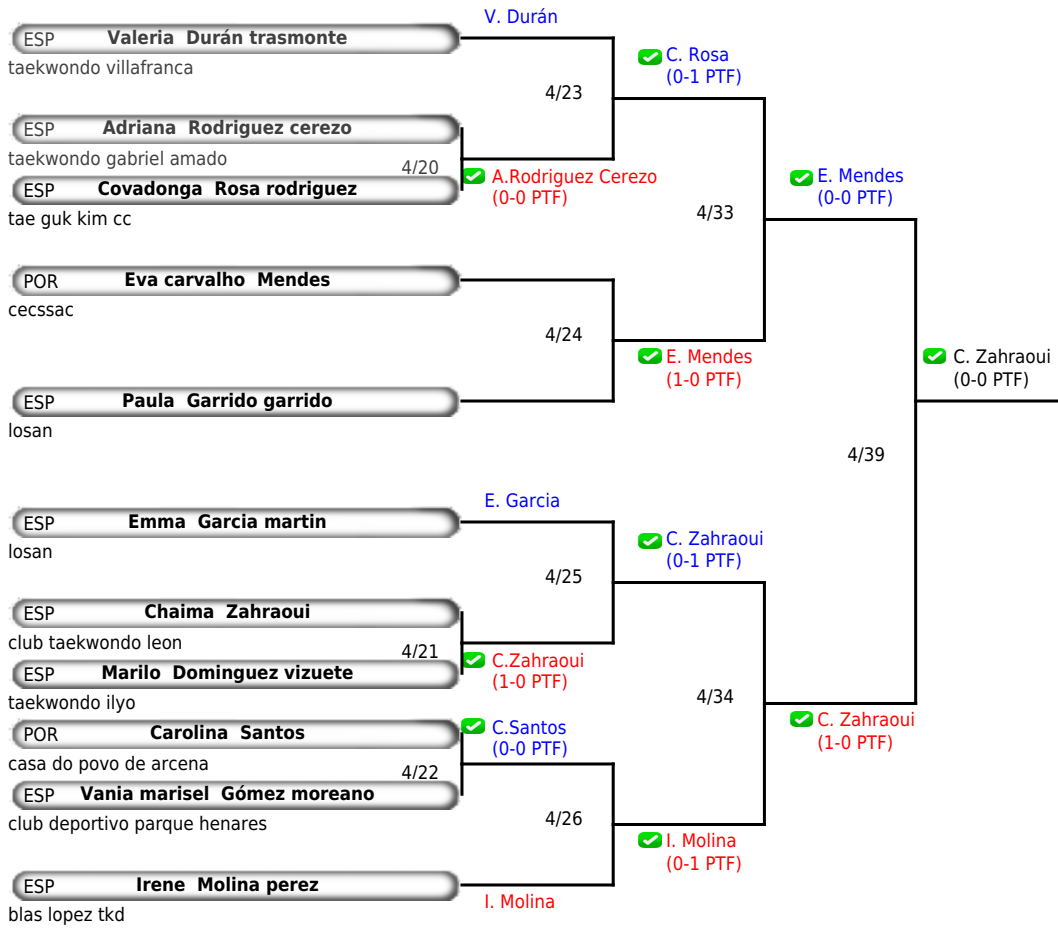 V. Durán
ESP Valeria Durán trasmonte
taekwondo villafranca
C. Rosa
(0-1 PTF)
4/23
ESP Adriana Rodriguez cerezo
taekwondo gabriel amado
4/20
A.Rodriguez Cerezo
(0-0 PTF)
ESP Covadonga Rosa rodriguez
tae guk kim cc
E. Mendes
(0-0 PTF)
4/33
POR Eva carvalho Mendes
cecssac
4/24
E. Mendes
(1-0 PTF)
C. Zahraoui
(0-0 PTF)
ESP Paula Garrido garrido
losan
4/39
E. Garcia
ESP Emma Garcia martin
losan
C. Zahraoui
(0-1 PTF)
4/25
ESP Chaima Zahraoui
club taekwondo leon
4/21
C.Zahraoui
(1-0 PTF)
ESP Marilo Dominguez vizuete
taekwondo ilyo
4/34
C. Zahraoui
(1-0 PTF)
POR Carolina Santos
casa do povo de arcena
C.Santos
(0-0 PTF)
4/22
ESP Vania marisel Gómez moreano
club deportivo parque henares
4/26
I. Molina
(0-1 PTF)
ESP Irene Molina perez
blas lopez tkd
I. Molina